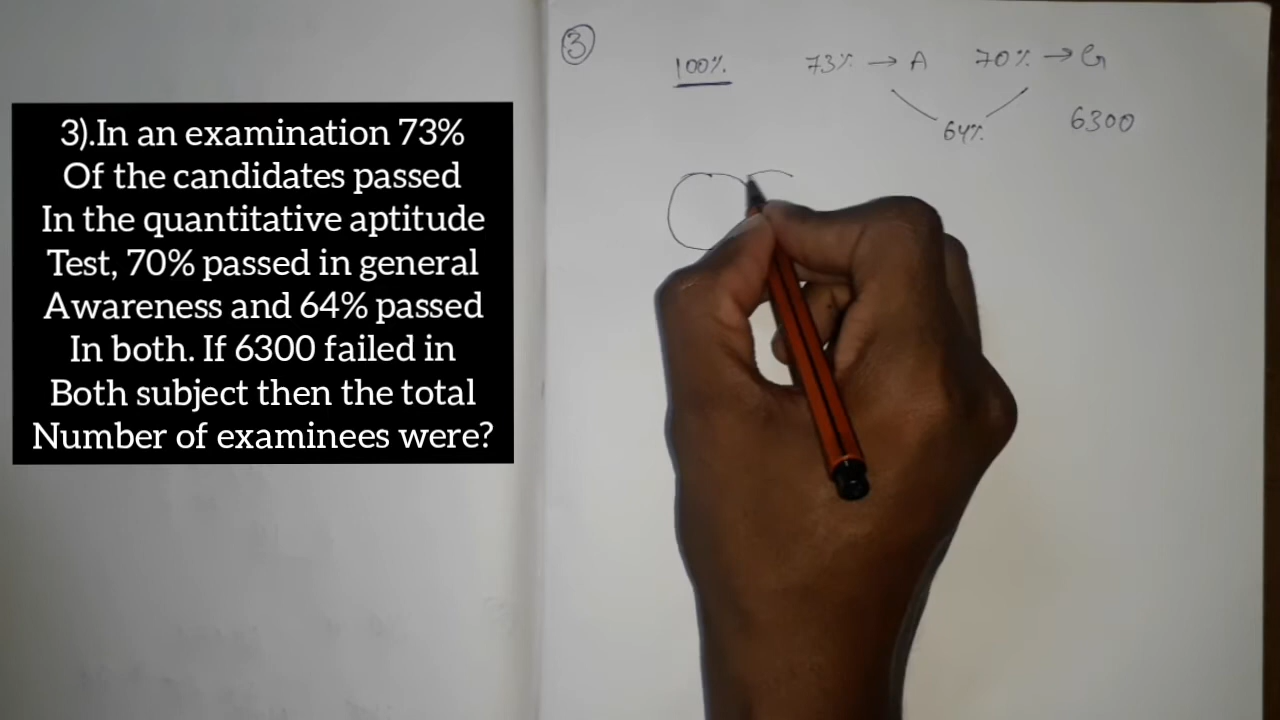 3).In an examination 73%
Of the candidates passed
In the quantitative aptitude
Test, 70% passed in general
Awareness and 64% passed
In both. If 6300 failed in
Both subject then the total
Number of examinees were?
3
100% 73% → A 70% → G
64% 6300